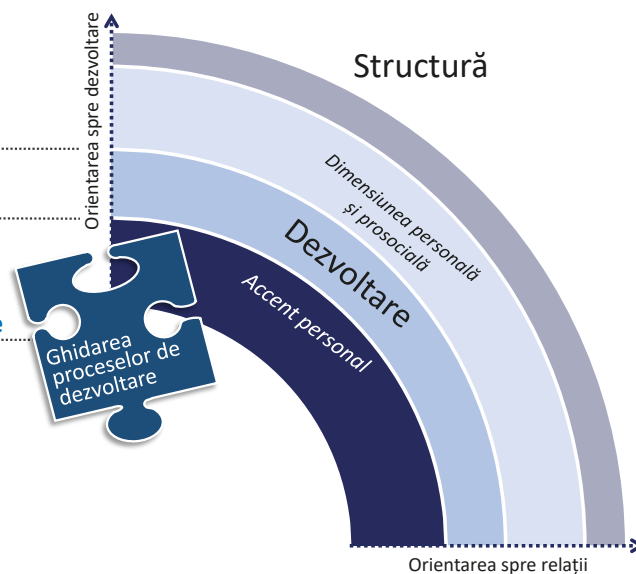 Orientarea spre dezvoltare
Structură
Dimensiunea personală
și prosocială
Dezvoltare
Accent personal
e
Ghidarea
proceselor de
dezvoltare
Orientarea spre relații